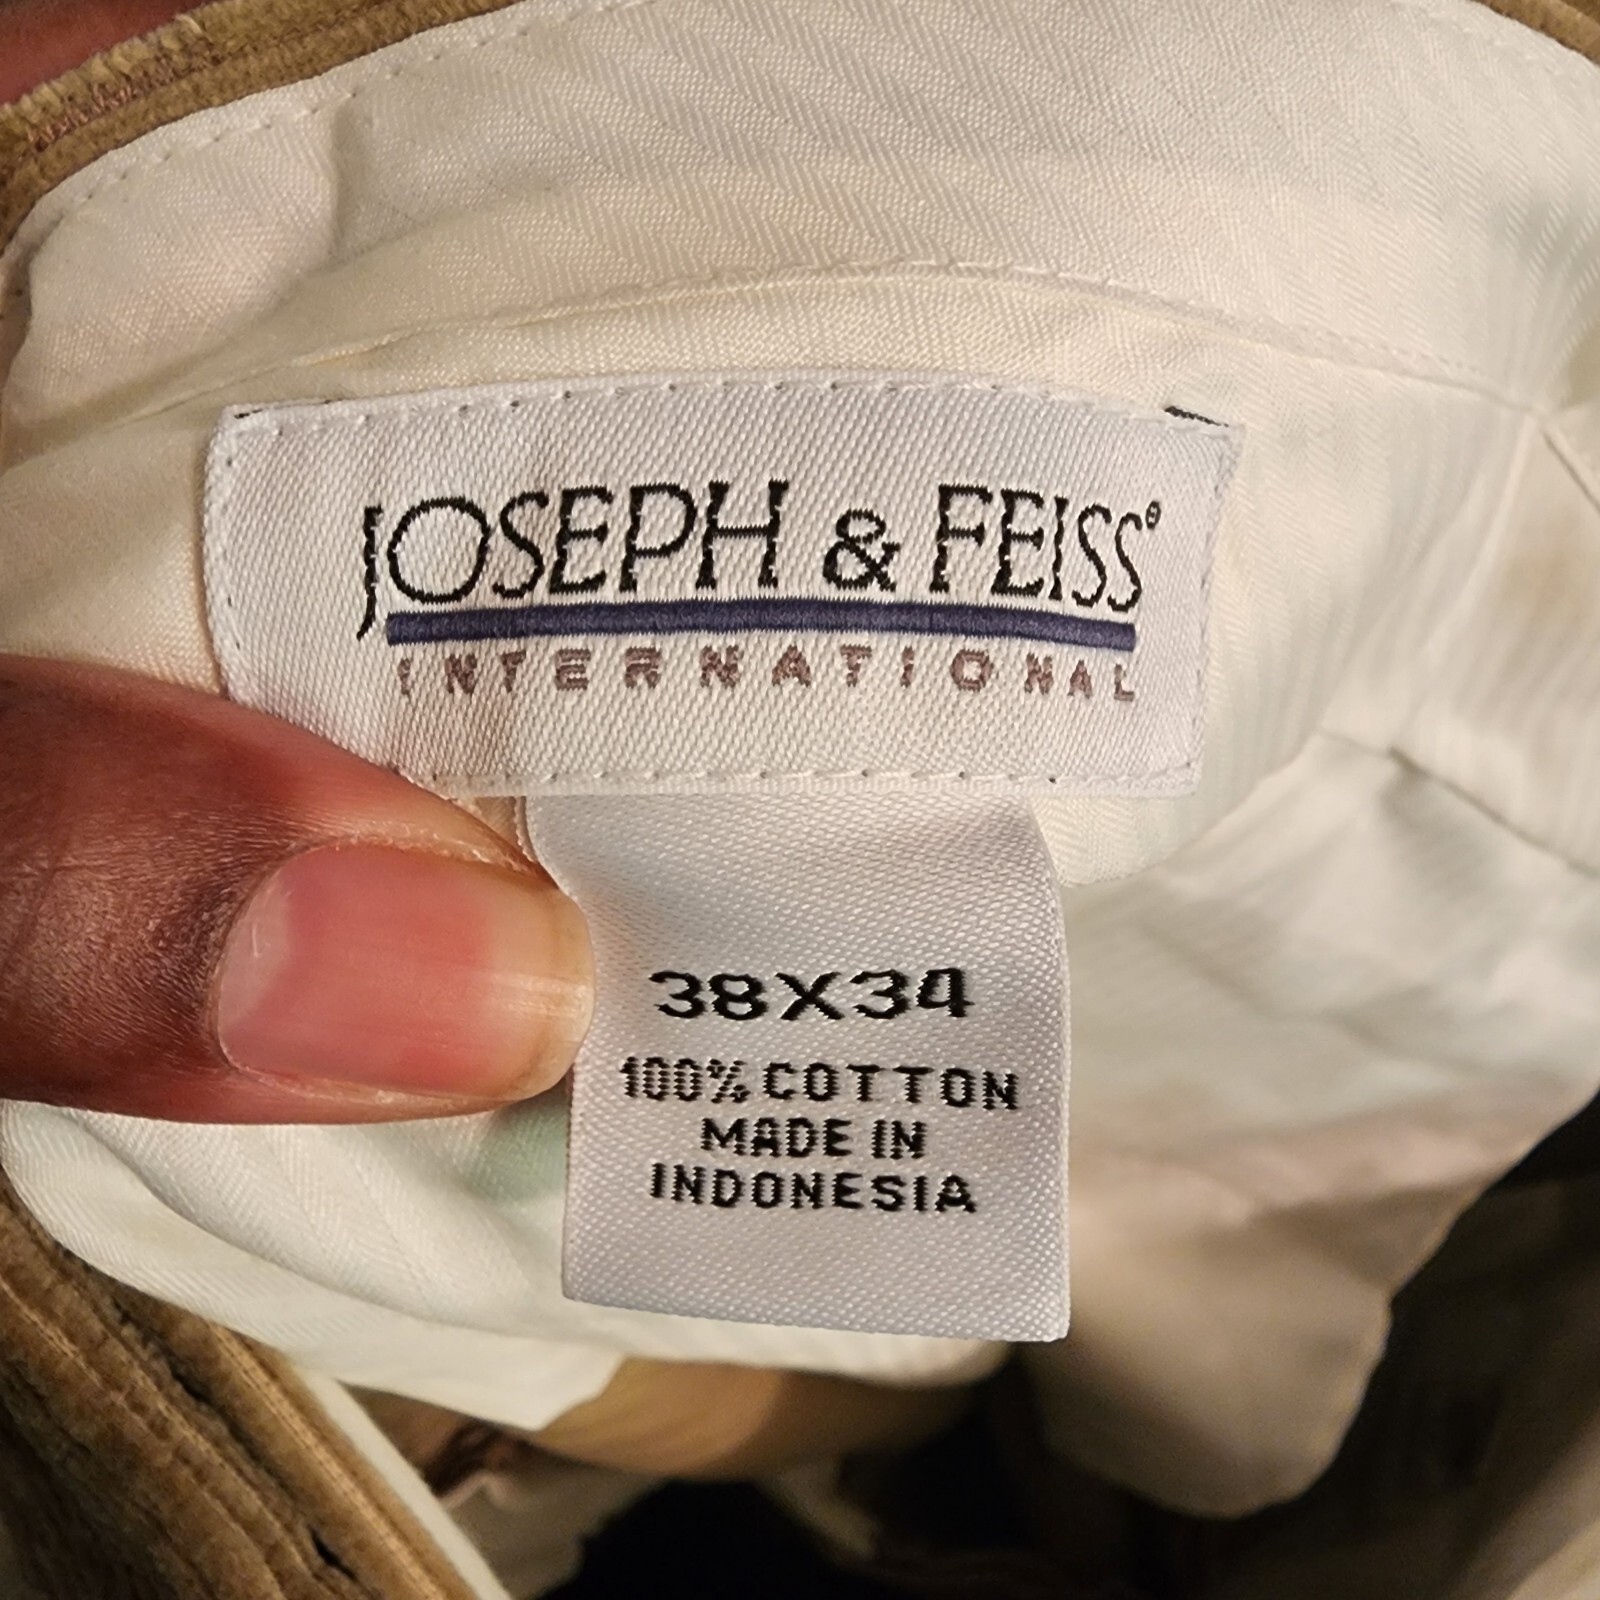 JOSEPH & FEISS®
INTERNATIONAL
38X34
100% COTTON
MADE IN
INDONESIA